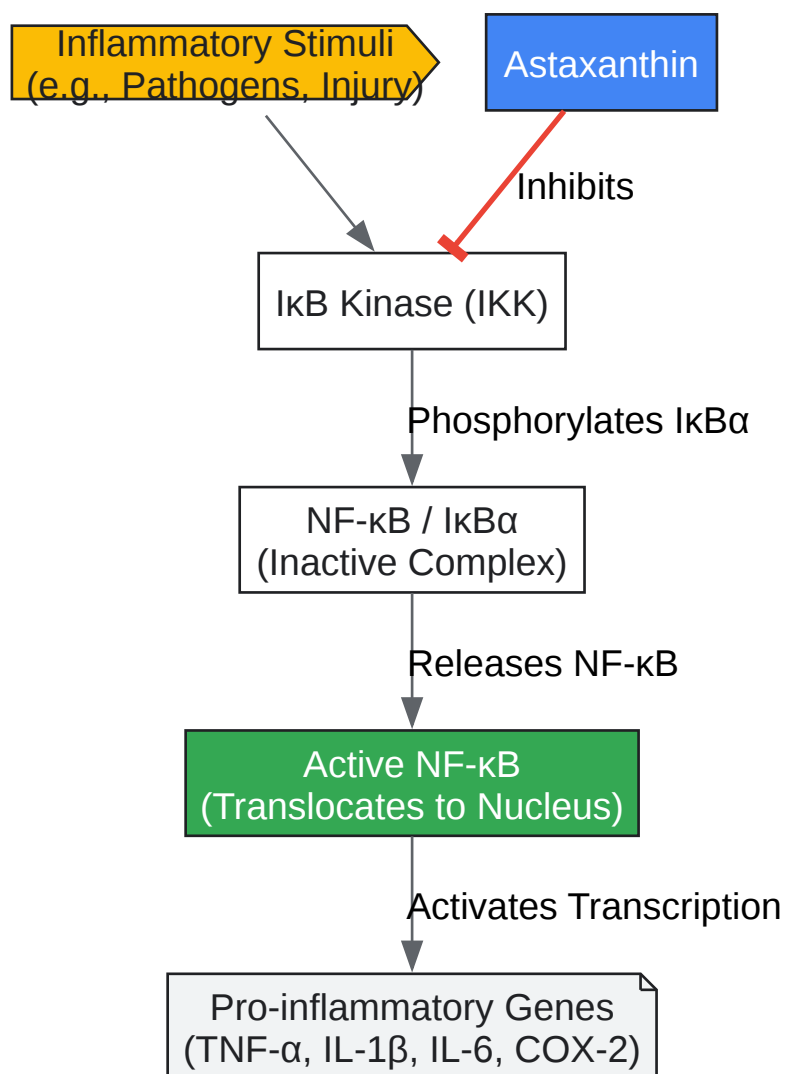 Inflammatory Stimuli
(e.g., Pathogens, Injury)
Astaxanthin
Inhibits
IκB Kinase (IKK)
Phosphorylates IκBα
NF-κB / IκBα
(Inactive Complex)
Releases NF-κB
Active NF-κB
(Translocates to Nucleus)
Activates Transcription
Pro-inflammatory Genes
(TNF-α, IL-1β, IL-6, COX-2)